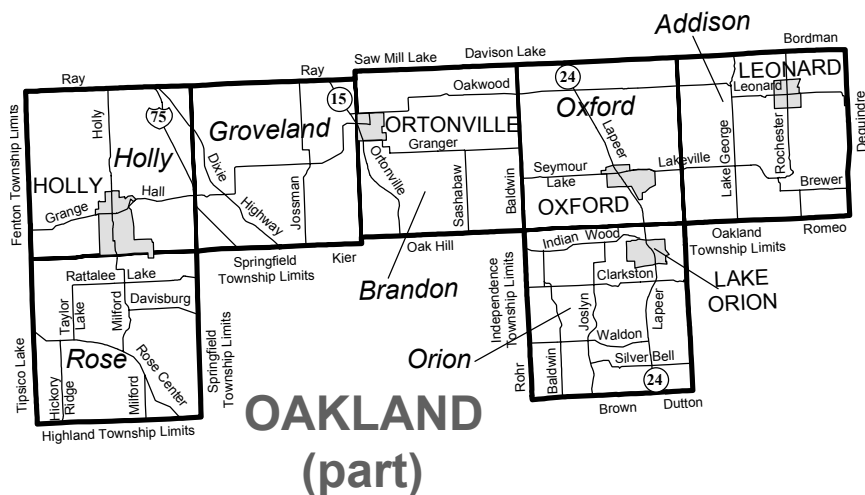 Addison
Bordman
Saw Mill Lake
Davison Lake
Ray
Ray
24
LEONARD
Leonard
15
Oakwood
Oxford
75
Groveland
ORTONVILLE
Holly
Holly
Fenton Township Limits
Dequindre
Lapeer
Granger
Dixie
Highway
HOLLY
Hall
Grange
Jossman
Ortonville
Sashabaw
Baldwin
Seymour
Lake
Lakeville
Lake George
Rochester
Brewer
OXFORD
Oakland
Township Limits
Romeo
Springfield
Township Limits
Kier
Oak Hill
Indian Wood
Rattalee Lake
Brandon
Clarkston
LAKE
ORION
Taylor
Lake
Milford
Davisburg
Independence
Township Limits
Joslyn
Lapeer
Springfield
Township Limits
Orion
Waldon
Silver Bell
Rose
Rose Center
Tipsico Lake
Hickory
Ridge
Milford
Rohr
Baldwin
24
Brown
Dutton
Highland Township Limits
OAKLAND
(part)